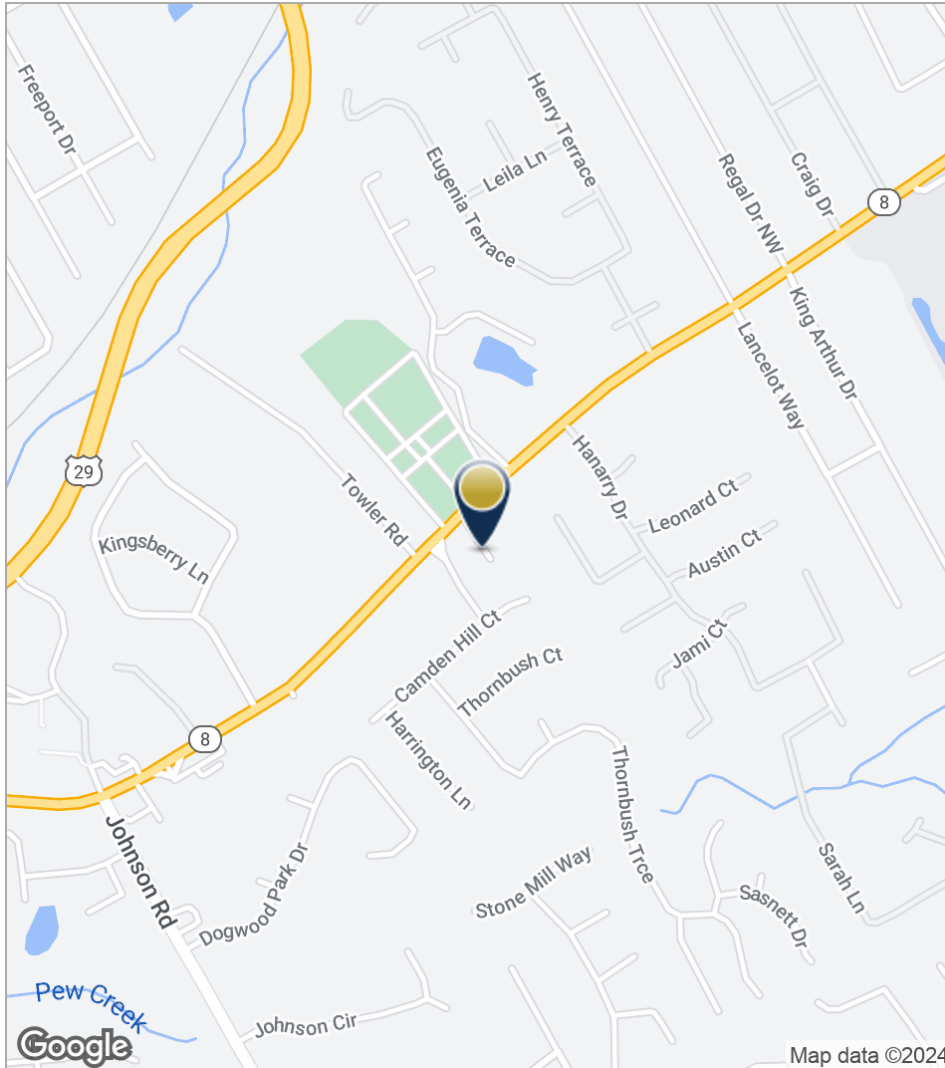 Freeport Dr
Henry Terrace
Leila Ln
Eugenia Terrace
Regal Dr NW
Craig Dr
8
King Arthur Dr
Lancelot Way
29
Towler Rd
Hanarry Dr
Leonard Ct
Kingsberry Ln
Austin Ct
Camden Hill Ct
Jami Ct
Thornbush Ct
8
Harrington Ln
Thornbush Trce
Johnson Rd
Dogwood Park Dr
Stone Mill Way
Sarah Ln
Sasnett Dr
Pew Creek
Johnson Cir
Google
Map data ©2024